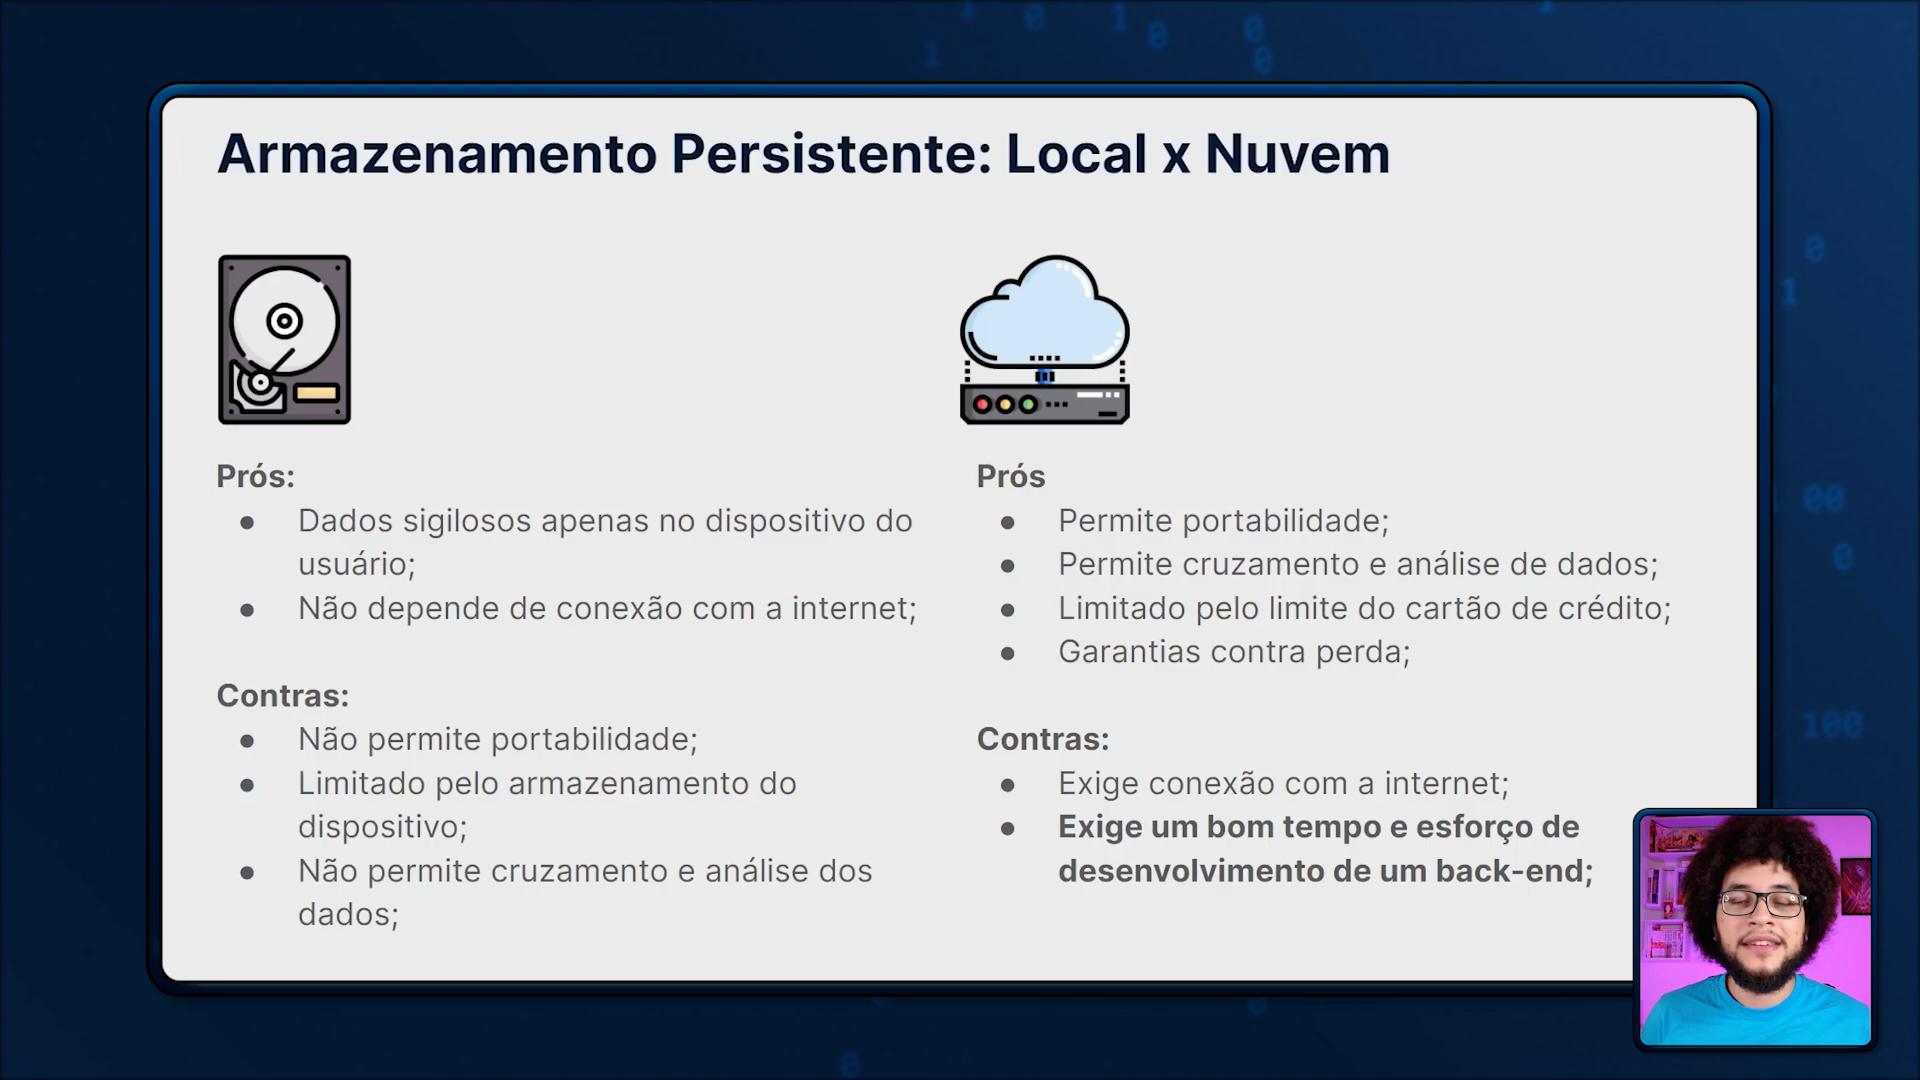 Armazenamento Persistente: Local x Nuvem
Prós:
● Dados sigilosos apenas no dispositivo do
usuário;
● Não depende de conexão com a internet;
Contras:
● Não permite portabilidade;
● Limitado pelo armazenamento do
dispositivo;
● Não permite cruzamento e análise dos
dados;
Prós
● Permite portabilidade;
● Permite cruzamento e análise de dados;
● Limitado pelo limite do cartão de crédito;
● Garantias contra perda;
Contras:
● Exige conexão com a internet;
● Exige um bom tempo e esforço de
desenvolvimento de um back-end;